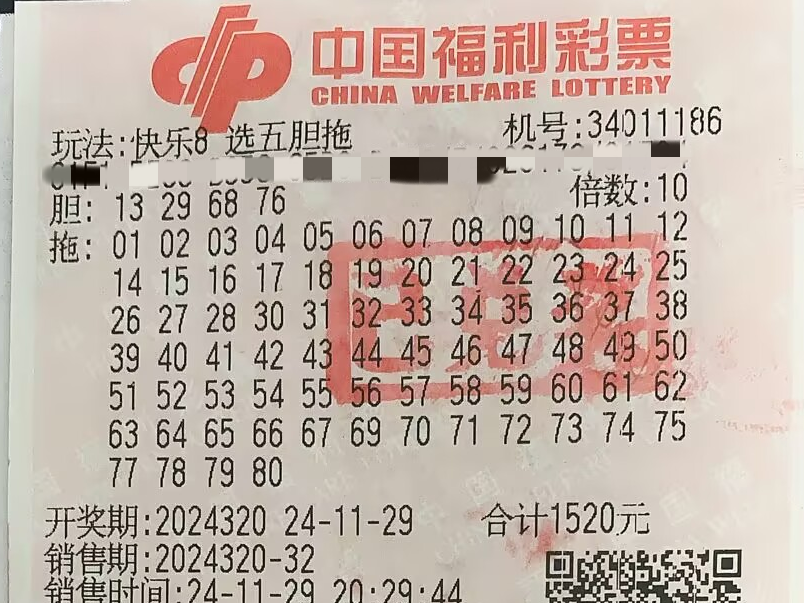 中国福利彩票
CHINA WELFARE LOTTERY
玩法:快乐8 选五胆拖 机号:34011186
倍数:10
胆: 13 29 68 76
拖: 01 02 03 04 05 06 07 08 09 10 11 12
14 15 16 17 18 19 20 21 22 23 24 25
26 27 28 30 31 32 33 34 35 36 37 38
39 40 41 42 43 44 45 46 47 48 49 50
51 52 53 54 55 56 57 58 59 60 61 62
63 64 65 66 67 69 70 71 72 73 74 75
77 78 79 80
开奖期:2024320 24-11-29 合计1520元
销售期:2024320-32
销售时间:24-11-29 20:29:44